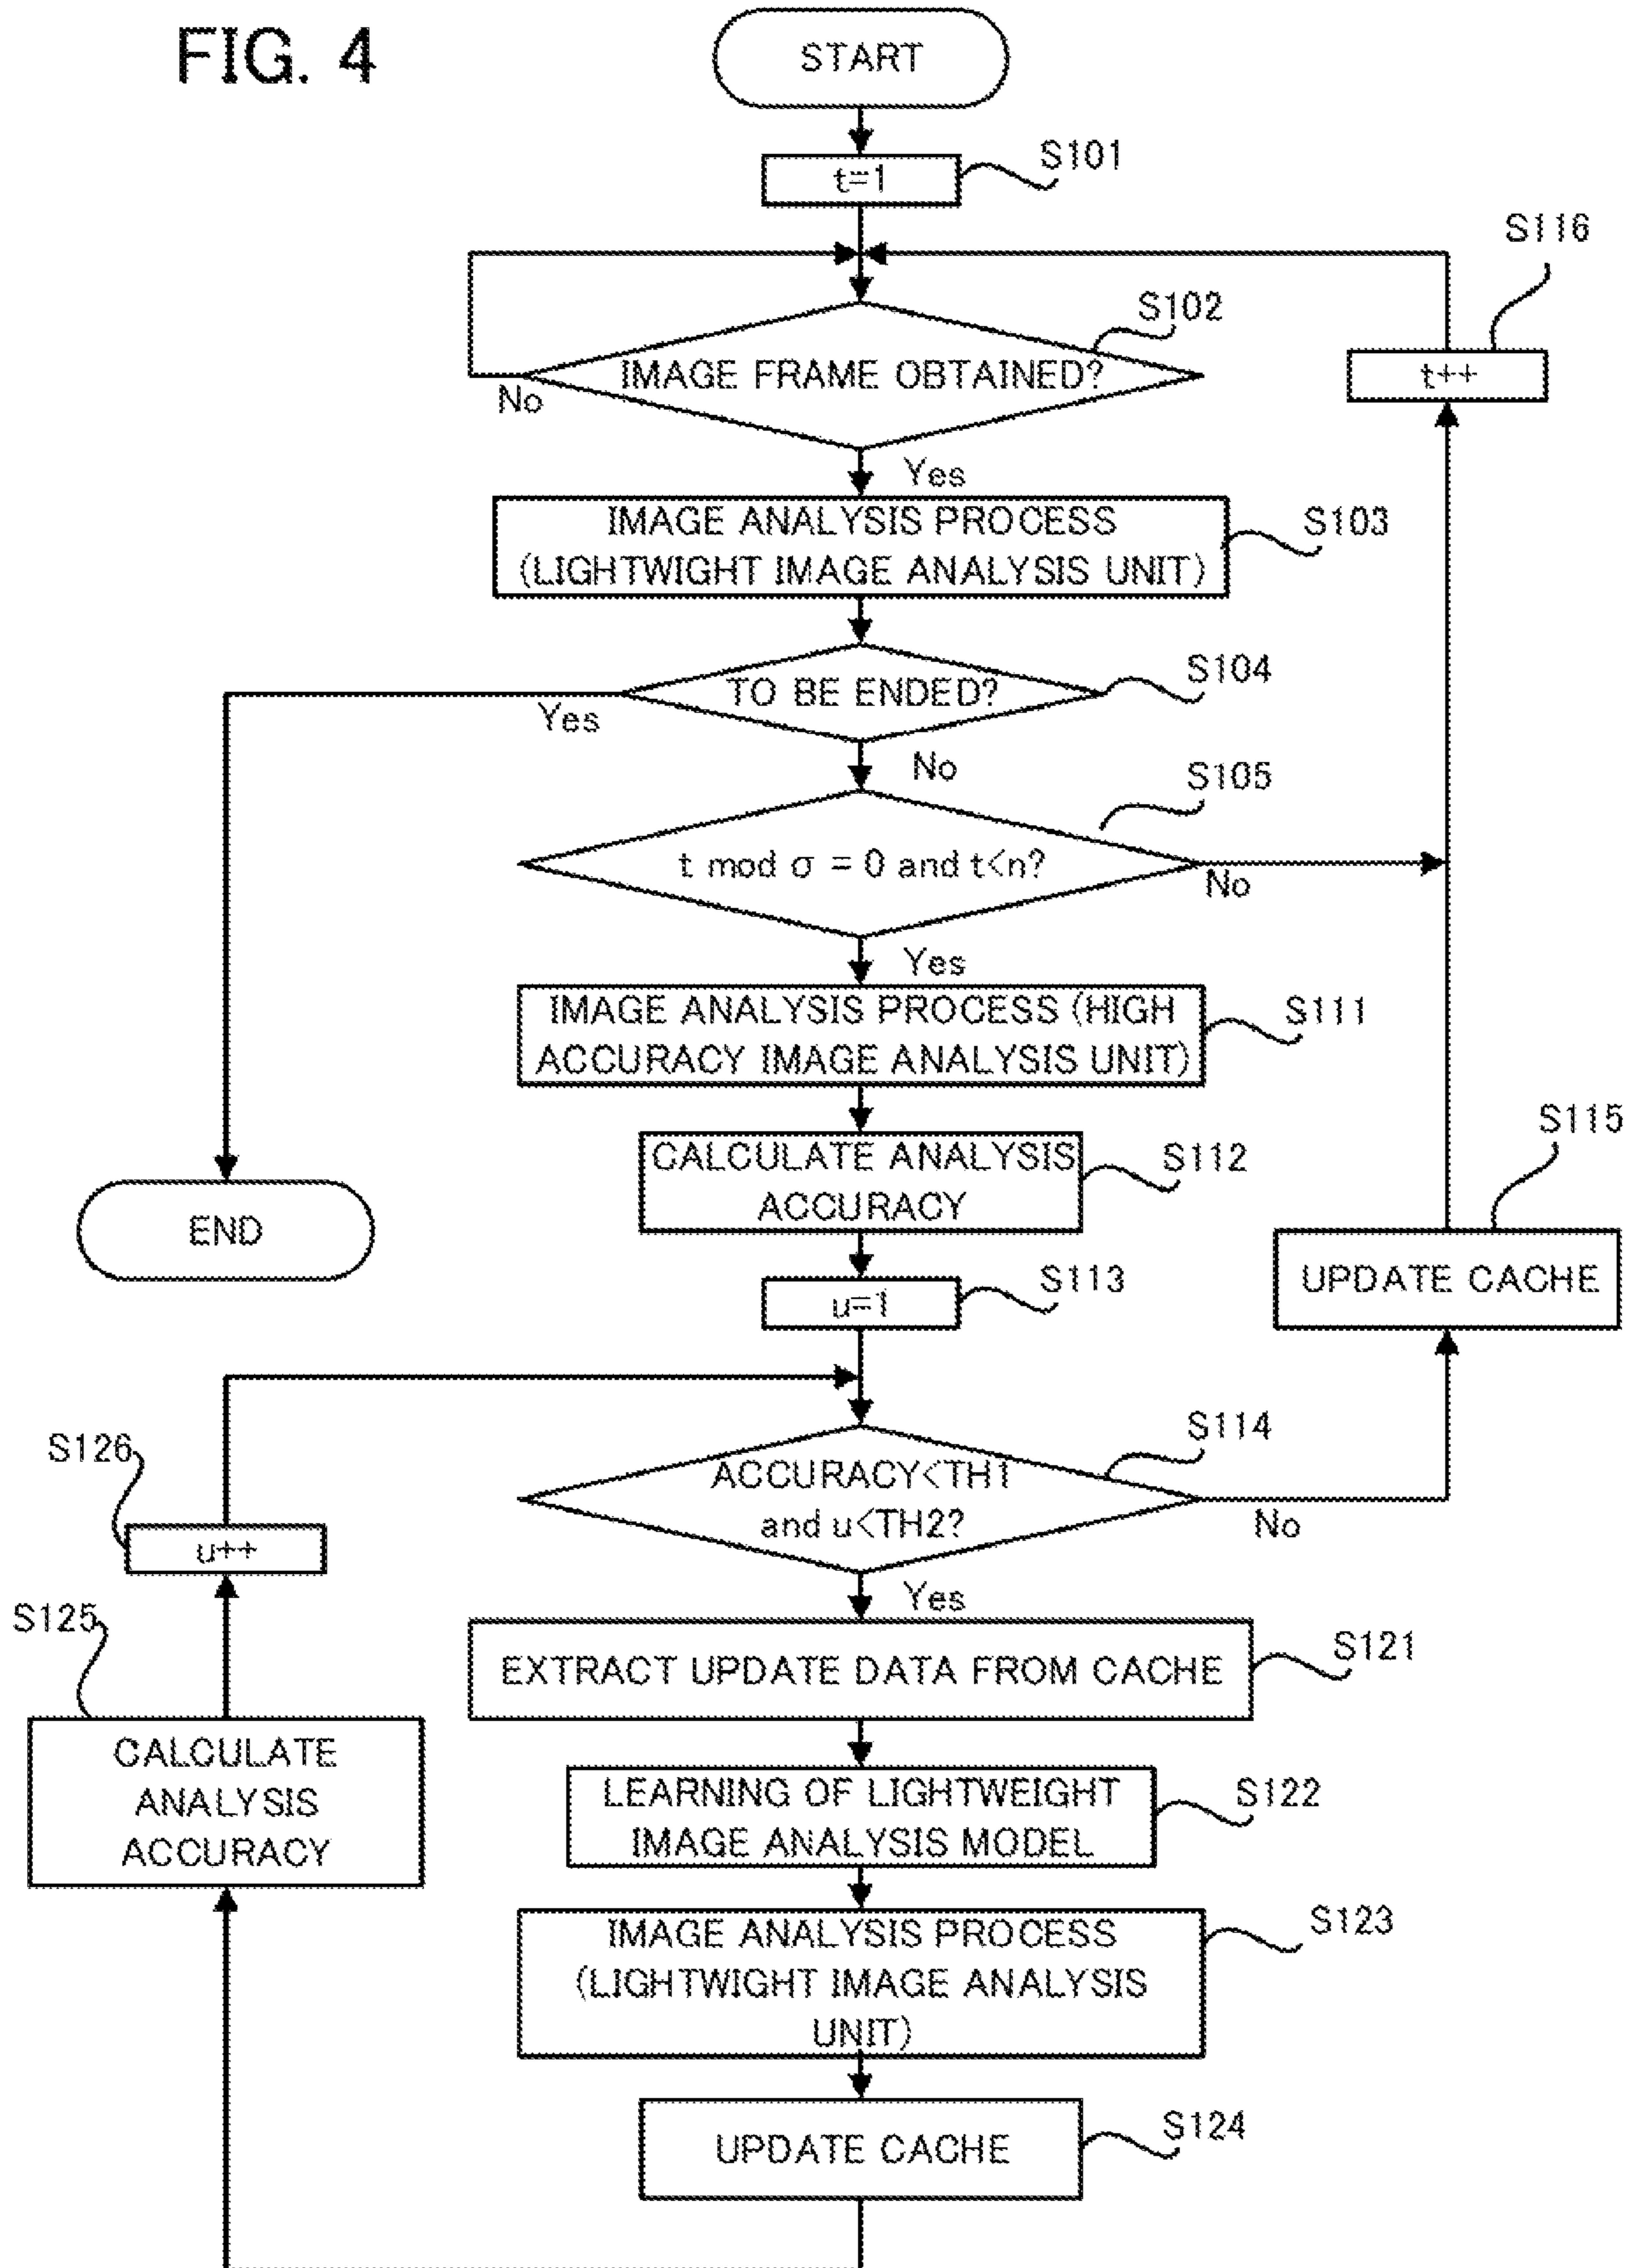 FIG. 4
START
t=1
S101
S116
S102
IMAGE FRAME OBTAINED?
t++
No
Yes
IMAGE ANALYSIS PROCESS
(LIGHTWIGHT IMAGE ANALYSIS UNIT)
S103
TO BE ENDED?
S104
Yes
No
S105
t mod σ = 0 and t<n?
No
Yes
IMAGE ANALYSIS PROCESS (HIGH
ACCURACY IMAGE ANALYSIS UNIT)
S111
CALCULATE ANALYSIS
ACCURACY
S112
S115
END
UPDATE CACHE
u=1
S113
S114
ACCURACY<TH1
and u<TH2?
No
S126
u++
Yes
S125
EXTRACT UPDATE DATA FROM CACHE
S121
CALCULATE
ANALYSIS
ACCURACY
LEARNING OF LIGHTWEIGHT
IMAGE ANALYSIS MODEL
S122
IMAGE ANALYSIS PROCESS
(LIGHTWIGHT IMAGE ANALYSIS
UNIT)
S123
UPDATE CACHE
S124